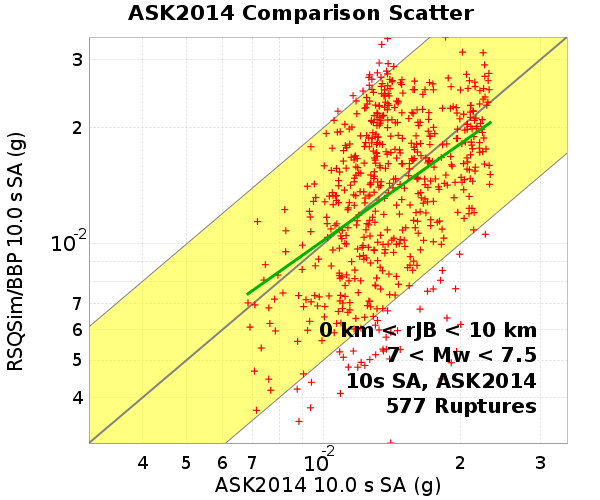 ASK2014 Comparison Scatter
RSQSim/BBP 10.0 s SA (g)
3
2
10-2
7
6
5
4
0 km < rJB < 10 km
7 < Mw < 7.5
10s SA, ASK2014
577 Ruptures
4 5 6 7 10-2 2 3
ASK2014 10.0 s SA (g)